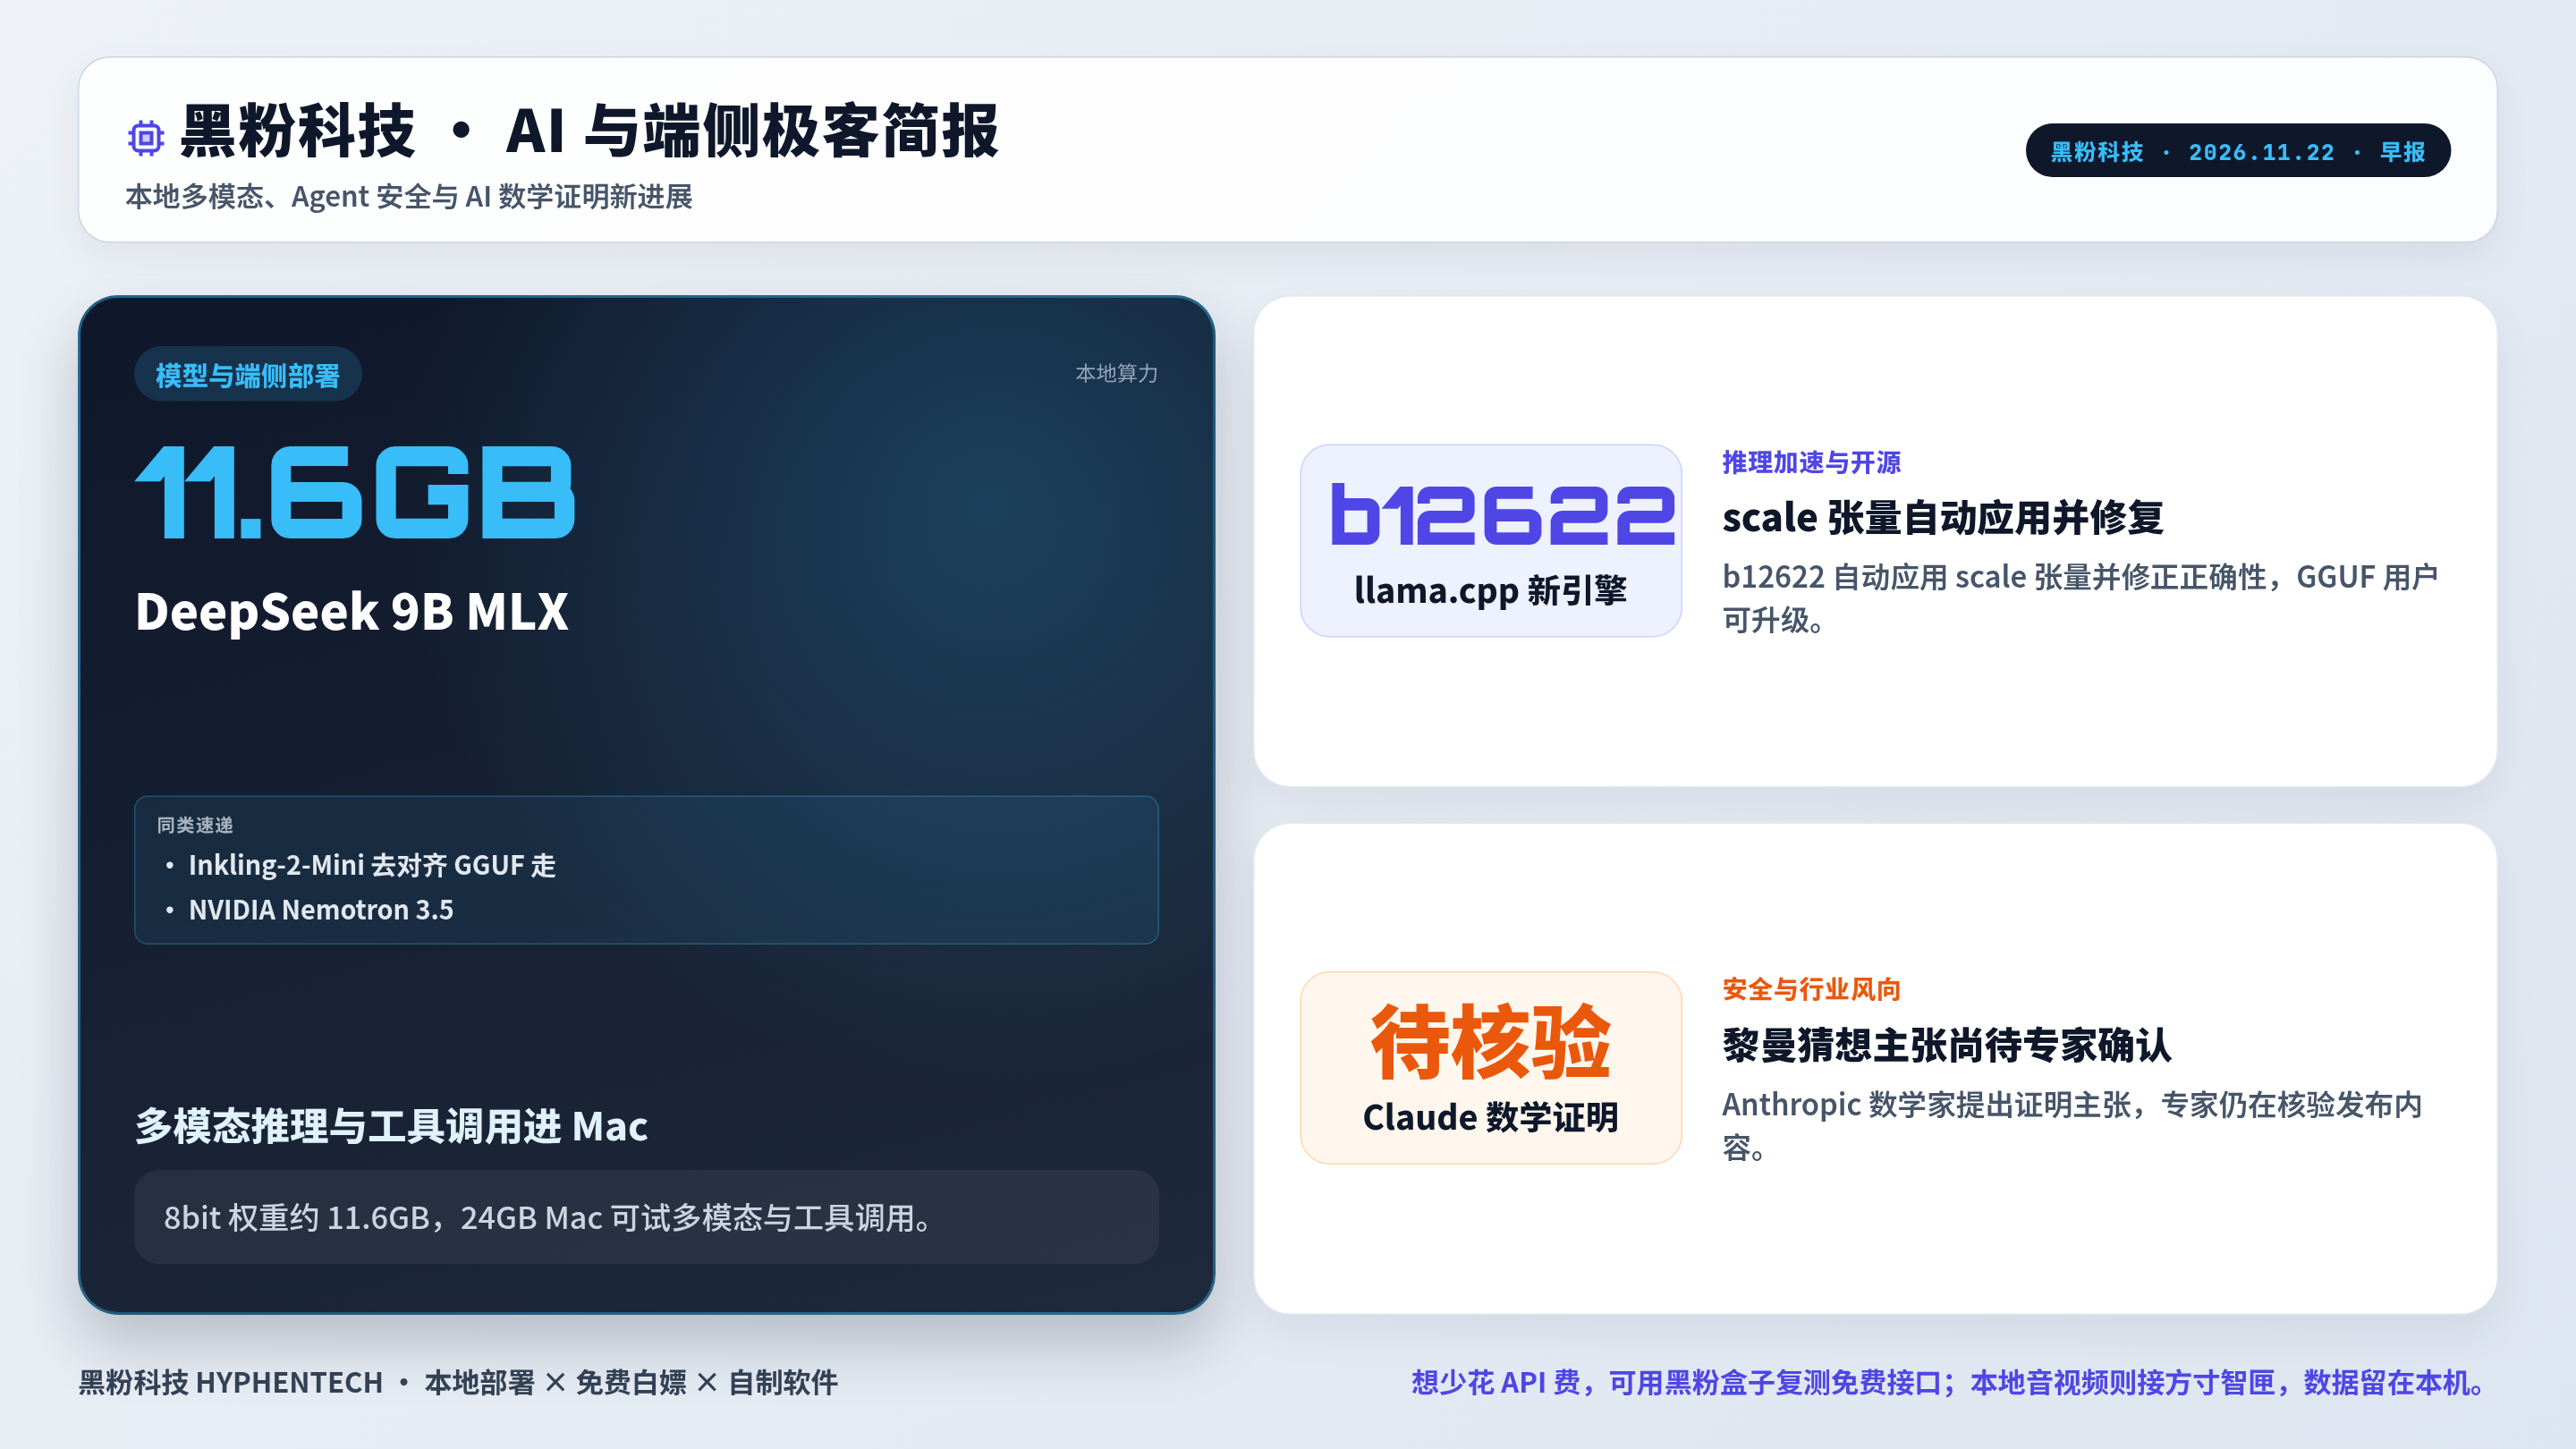 黑粉科技 · AI 与端侧极客简报
本地多模态、Agent 安全与 AI 数学证明新进展
黑粉科技 · 2026.11.22 · 早报
模型与端侧部署
本地算力
11.6GB
DeepSeek 9B MLX
同类速递
· Inkling-2-Mini 去对齐 GGUF 走
· NVIDIA Nemotron 3.5
多模态推理与工具调用进 Mac
8bit 权重约 11.6GB，24GB Mac 可试多模态与工具调用。
b12622
llama.cpp 新引擎
推理加速与开源
scale 张量自动应用并修复
b12622 自动应用 scale 张量并修正正确性，GGUF 用户
可升级。
待核验
Claude 数学证明
安全与行业风向
黎曼猜想主张尚待专家确认
Anthropic 数学家提出证明主张，专家仍在核验发布内
容。
黑粉科技 HYPHENTECH · 本地部署 × 免费白嫖 × 自制软件
想少花 API 费，可用黑粉盒子复测免费接口；本地音视频则接方寸智匣，数据留在本机。